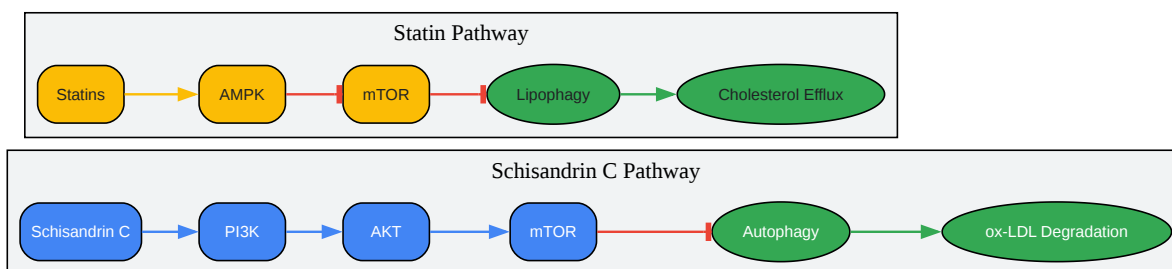 Statin Pathway
Statins
AMPK
mTOR
Lipophagy
Cholesterol Efflux
Schisandrin C Pathway
Schisandrin C
PI3K
AKT
mTOR
Autophagy
ox-LDL Degradation